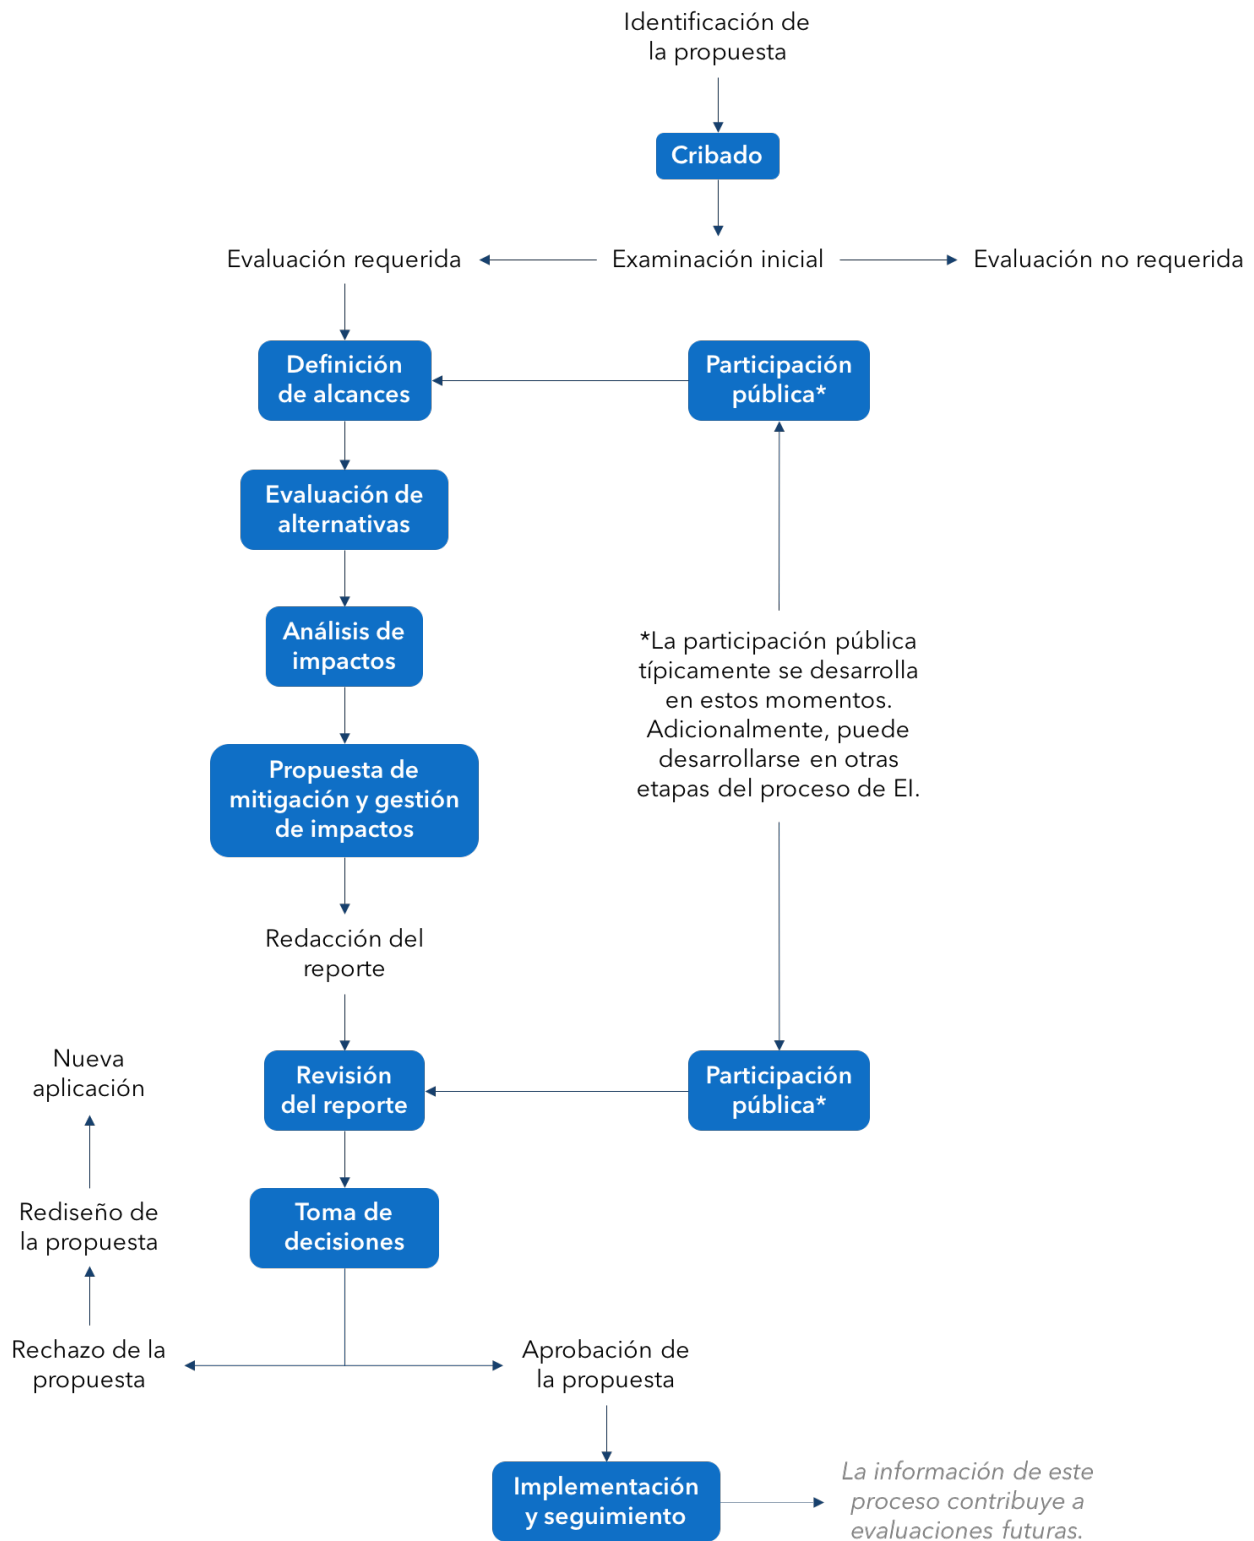 Identificación de
la propuesta
Cribado
Evaluación requerida
Examinación inicial
Evaluación no requerida
Definición
de alcances
Participación
pública*
Evaluación de
alternativas
Análisis de
impactos
*La participación pública
típicamente se desarrolla
en estos momentos.
Adicionalmente, puede
desarrollarse en otras
etapas del proceso de EI.
Propuesta de
mitigación y gestión
de impactos
Redacción del
reporte
Revisión
del reporte
Participación
pública*
Nueva
aplicación
Toma de
decisiones
Rediseño de
la propuesta
Rechazo de la
propuesta
Aprobación de
la propuesta
Implementación
y seguimiento
La información de este
proceso contribuye a
evaluaciones futuras.